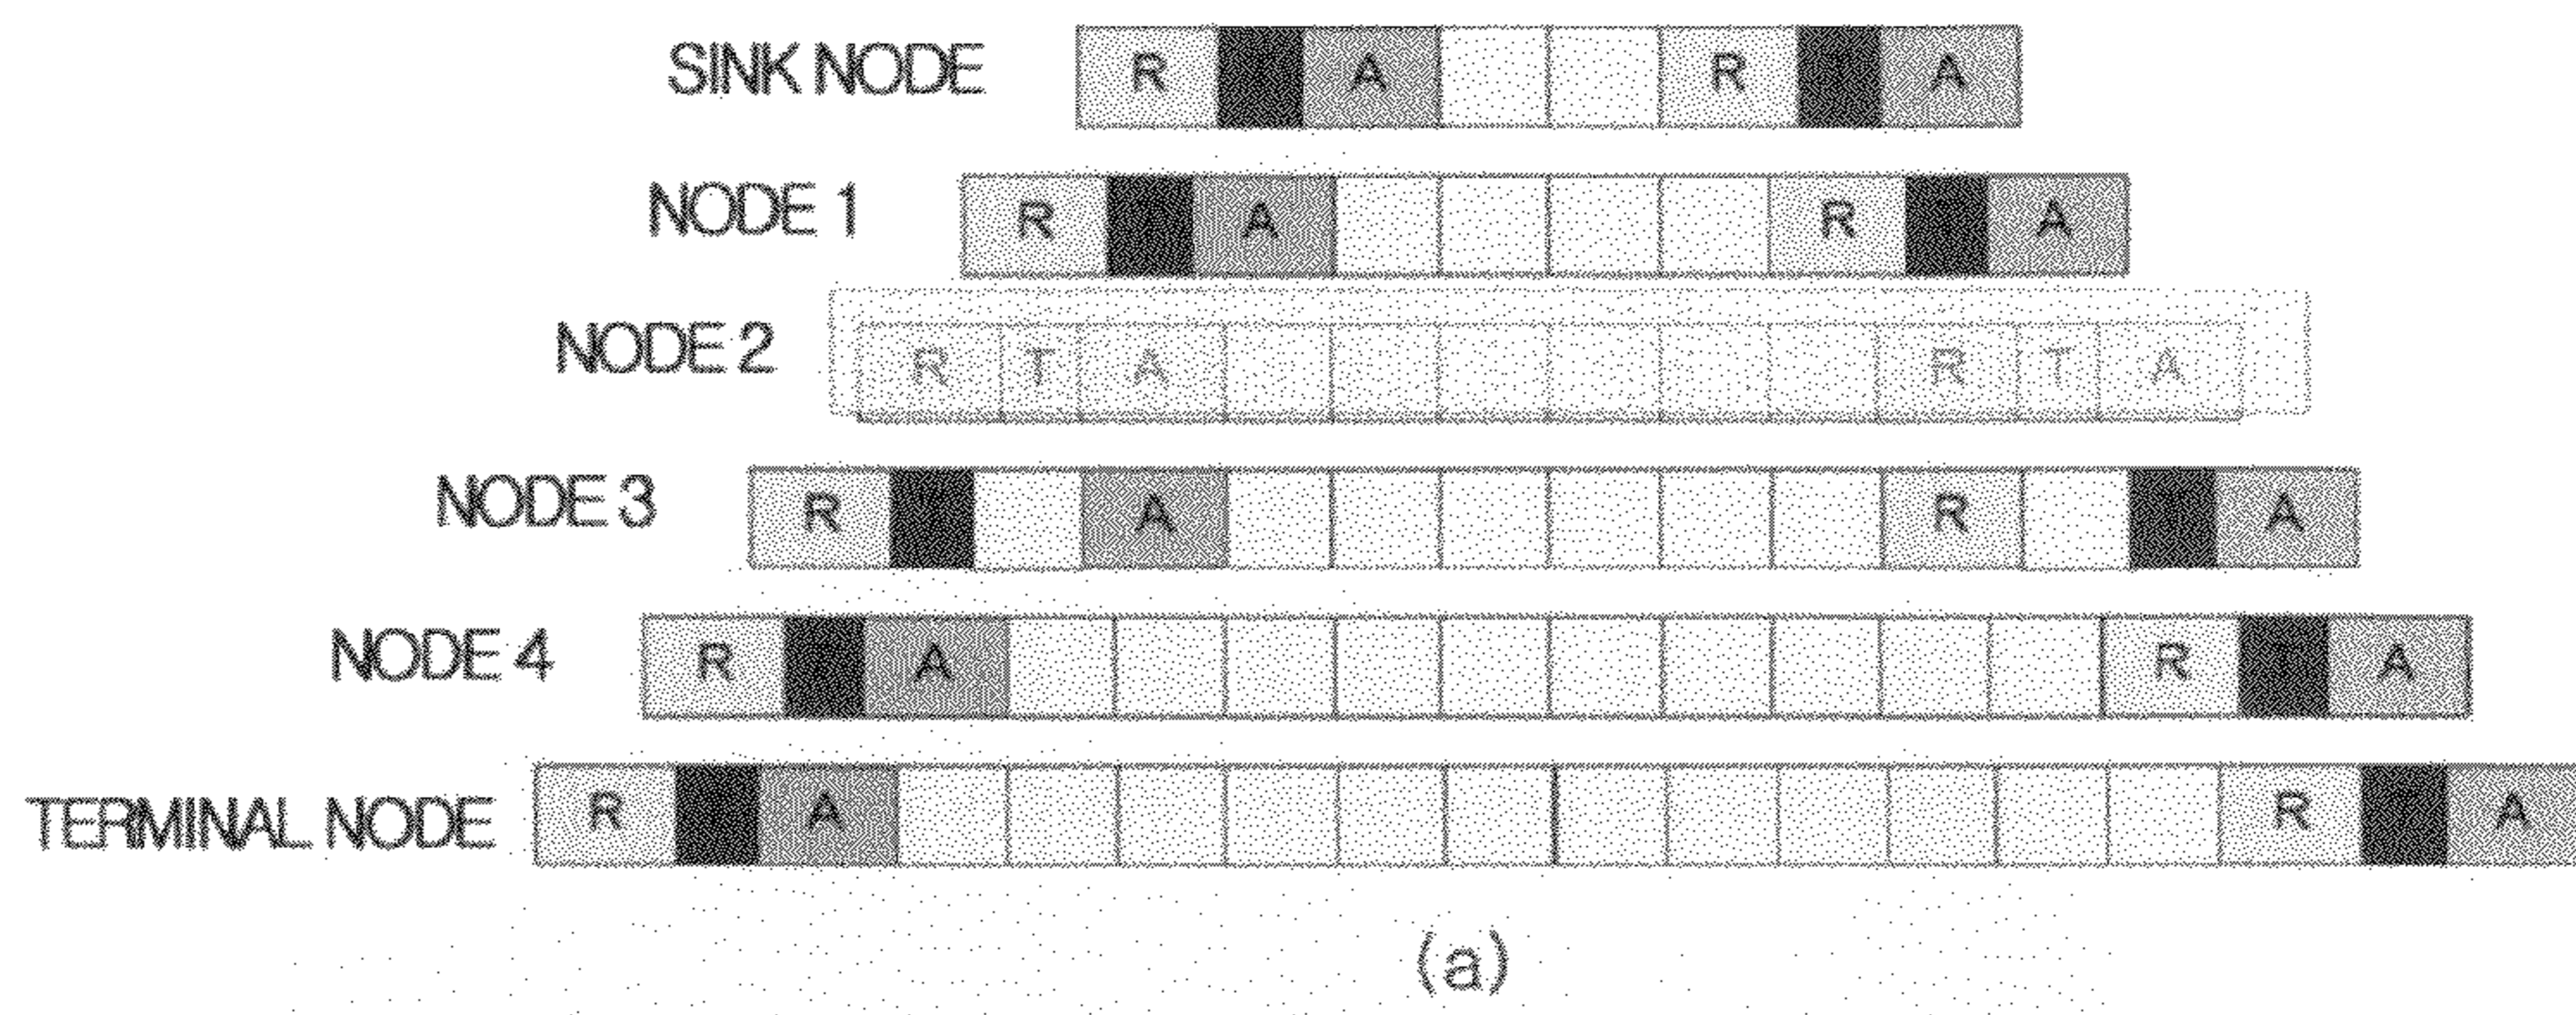 SINK NODE R A R A
NODE 1 R A R A
NODE 2 R T A R T A
NODE 3 R A R A
NODE 4 R A R A
TERMINAL NODE R A R A
(a)